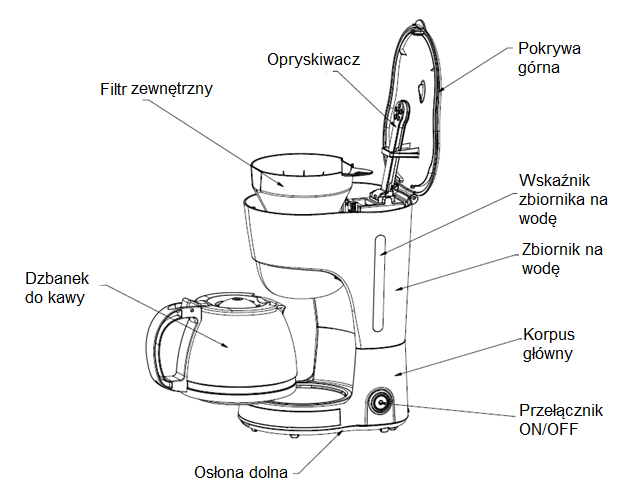 Opryskiwacz
Pokrywa
górna
Filtr zewnętrzny
Wskaźnik
zbiornika na
wodę
Zbiornik na
wodę
Dzbanek
do kawy
Korpus
główny
Przełącznik
ON/OFF
Osłona dolna